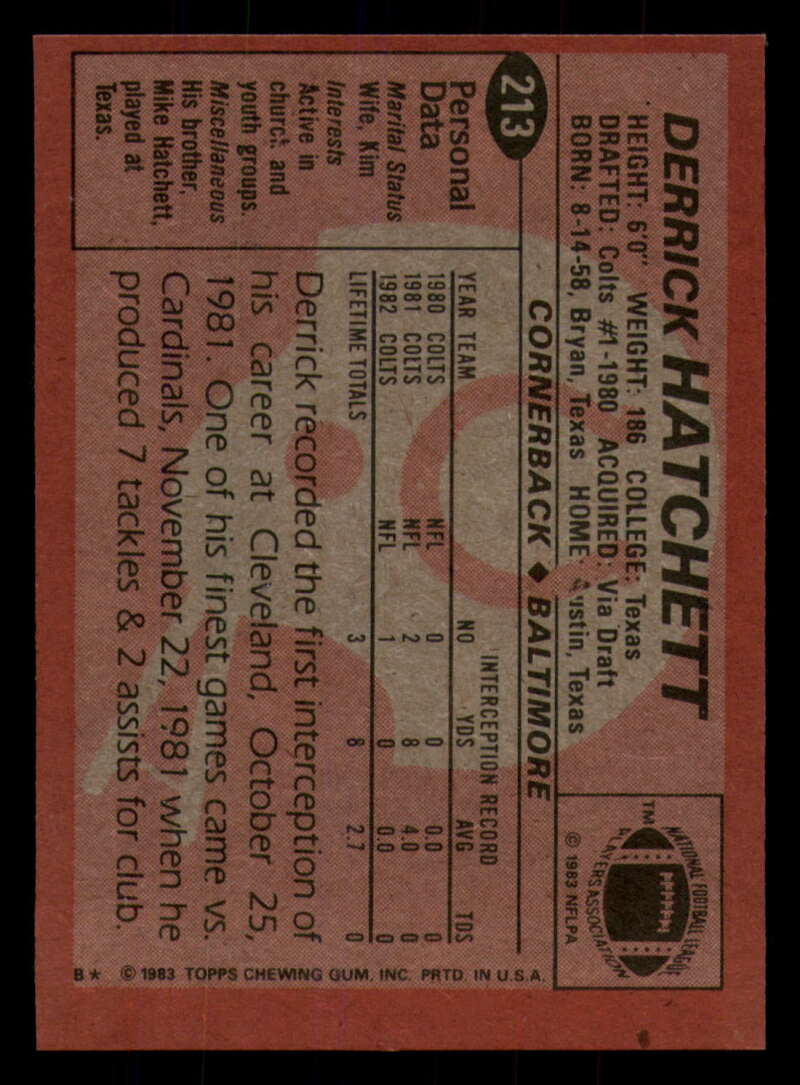 213
DERRICK HATCHETT
HEIGHT: 6'0" WEIGHT: 186 COLLEGE: Texas
DRAFTED: Colts #1-1980 ACQUIRED: Via Draft
BORN: 8-14-58, Bryan, Texas HOME: Austin, Texas
CORNERBACK ◆ BALTIMORE
TM
NATIONAL FOOTBALL LEAGUE
PLAYERS ASSOCIATION
© 1983 NFLPA
Personal
Data
Marital Status
Wife, Kim
Interests
Active in
church and
youth groups.
Miscellaneous
His brother,
Mike Hatchett,
played at
Texas.
INTERCEPTION RECORD
YEAR TEAM NO YDS AVG TDS
1980 COLTS NFL 0 0 0.0 0
1981 COLTS NFL 2 8 4.0 0
1982 COLTS NFL 1 0 0.0 0
LIFETIME TOTALS 3 8 2.7 0
Derrick recorded the first interception of
his career at Cleveland, October 25,
1981. One of his finest games came vs.
Cardinals, November 22, 1981 when he
produced 7 tackles & 2 assists for club.
B* © 1983 TOPPS CHEWING GUM, INC. PRTD. IN U.S.A.